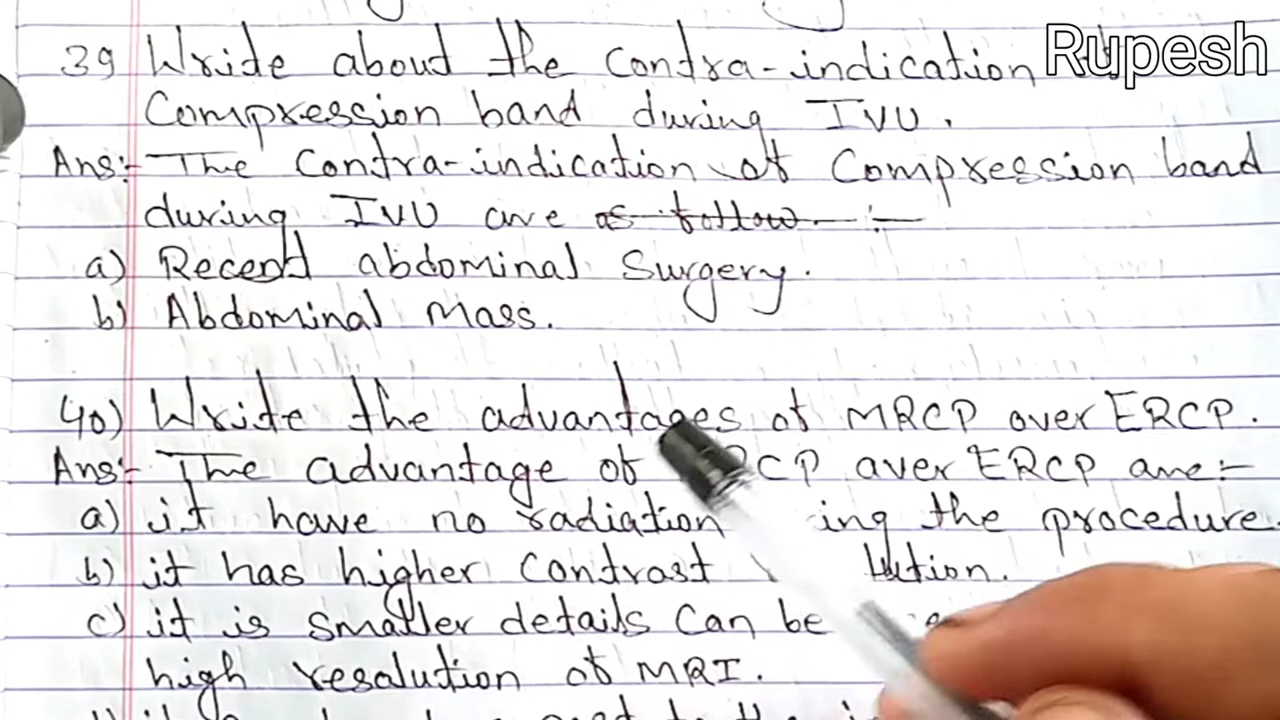 Rupesh
39 Write about the Contra-indication
Compression band during IVU.
Ans:- The Contra-indication of Compression band
during IVU are as follow :-
a) Recent abdominal Surgery.
b) Abdominal Mass.
40) Write the advantages of MRCP over ERCP.
Ans:- The advantage of RCP over ERCP are:-
a) it have no radiation ing the procedure.
b) it has higher Contrast lution.
c) it is smaller details Can be
high resolution of MRI.